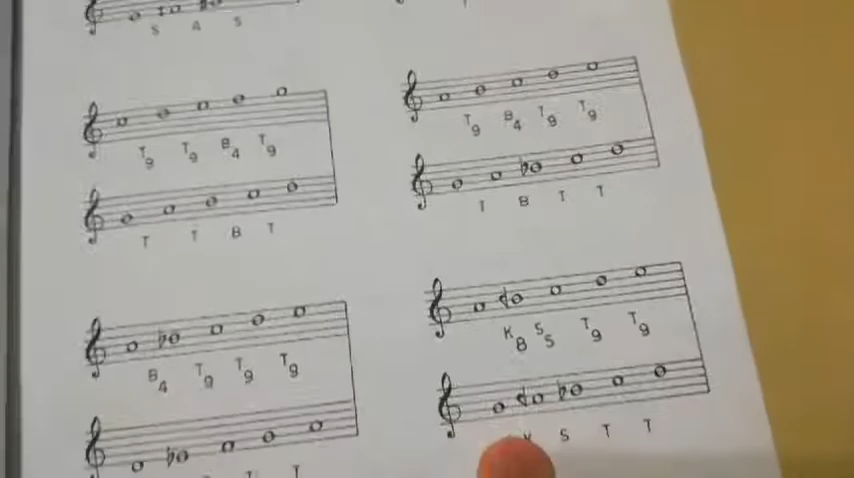 S A S
T9 T9 B4 T9
T T B T
B4 T9 T9 T9
T T
T9 B4 T9 T9
T B T T
K8 S5 T9 T9
S T T